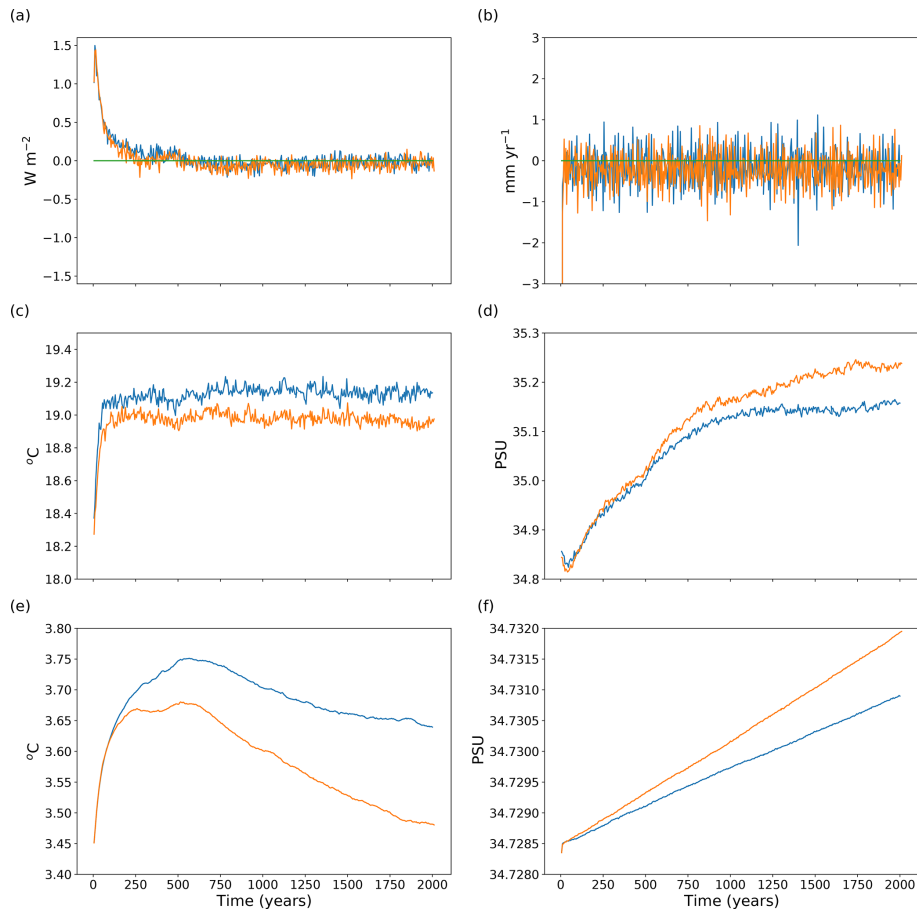 (a)
1.5
1.0
0.5
0.0
−0.5
−1.0
−1.5
W m⁻²
(b)
3
2
1
0
−1
−2
−3
mm yr⁻¹
(c)
19.4
19.2
19.0
18.8
18.6
18.4
18.2
18.0
°C
(d)
35.3
35.2
35.1
35.0
34.9
34.8
PSU
(e)
3.80
3.75
3.70
3.65
3.60
3.55
3.50
3.45
3.40
°C
0 250 500 750 1000 1250 1500 1750 2000
Time (years)
(f)
34.7320
34.7315
34.7310
34.7305
34.7300
34.7295
34.7290
34.7285
34.7280
PSU
0 250 500 750 1000 1250 1500 1750 2000
Time (years)